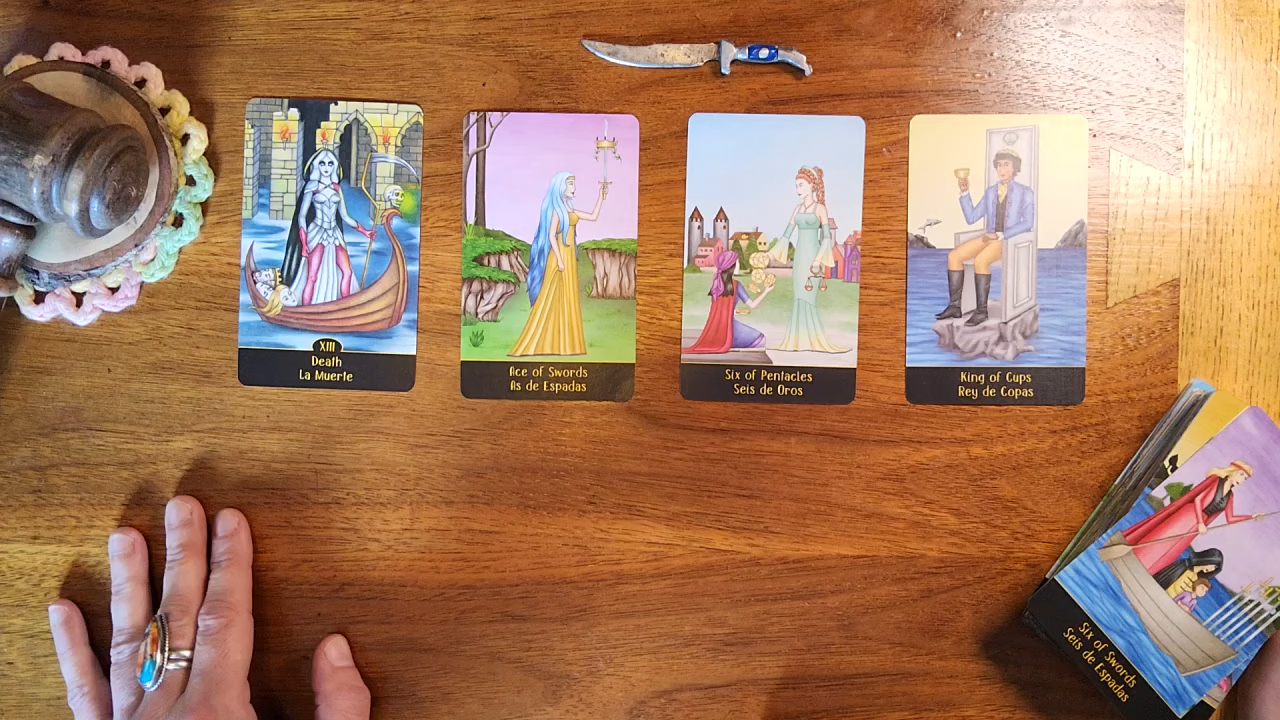 XIII
Death
La Muerte
Ace of Swords
As de Espadas
Six of Pentacles
Seis de Oros
King of Cups
Rey de Copas
Six of Swords
Seis de Espadas